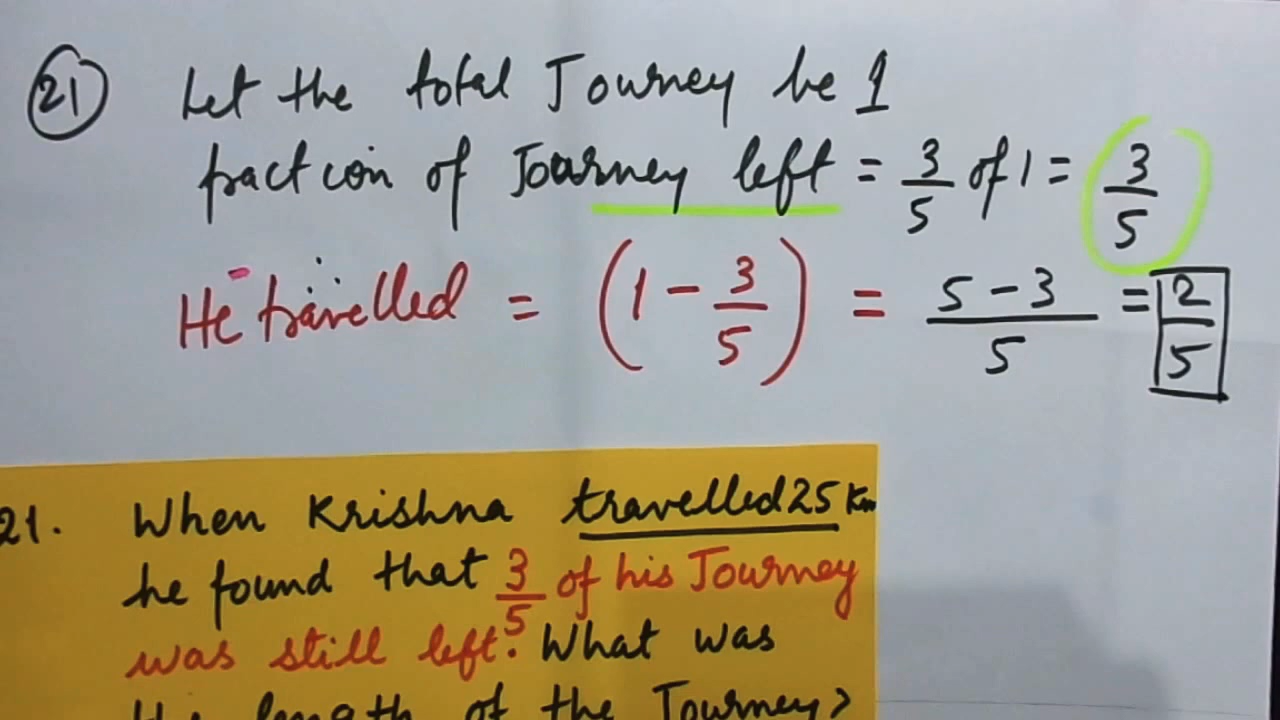 21 Let the total Journey be 1
fraction of Journey left = 3/5 of 1 = 3/5
He travelled = (1 - 3/5) = 5-3/5 = 2/5
21. When Krishna travelled 25 Km
he found that 3/5 of his Journey
was still left. What was
the length of the Journey?